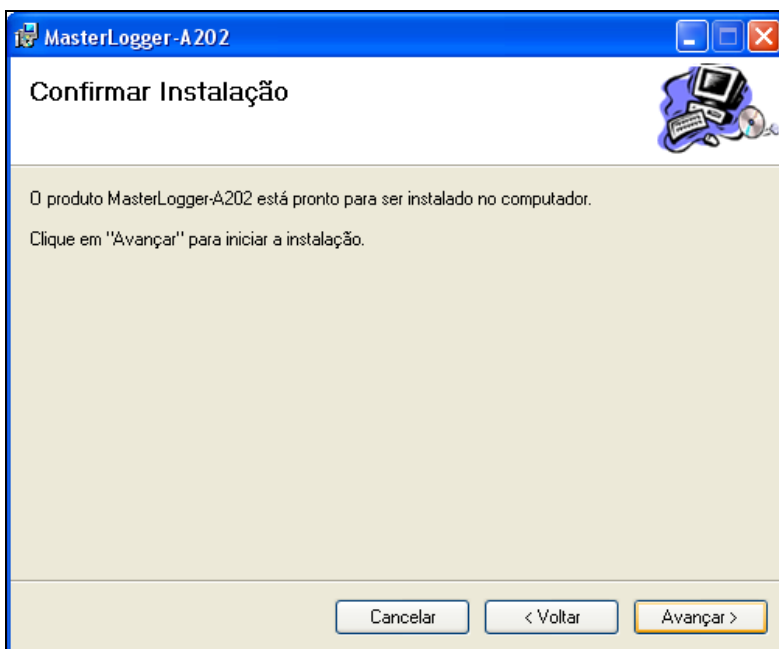 MasterLogger-A202
Confirmar Instalação
O produto MasterLogger-A202 está pronto para ser instalado no computador.
Clique em "Avançar" para iniciar a instalação.
Cancelar
< Voltar
Avançar >